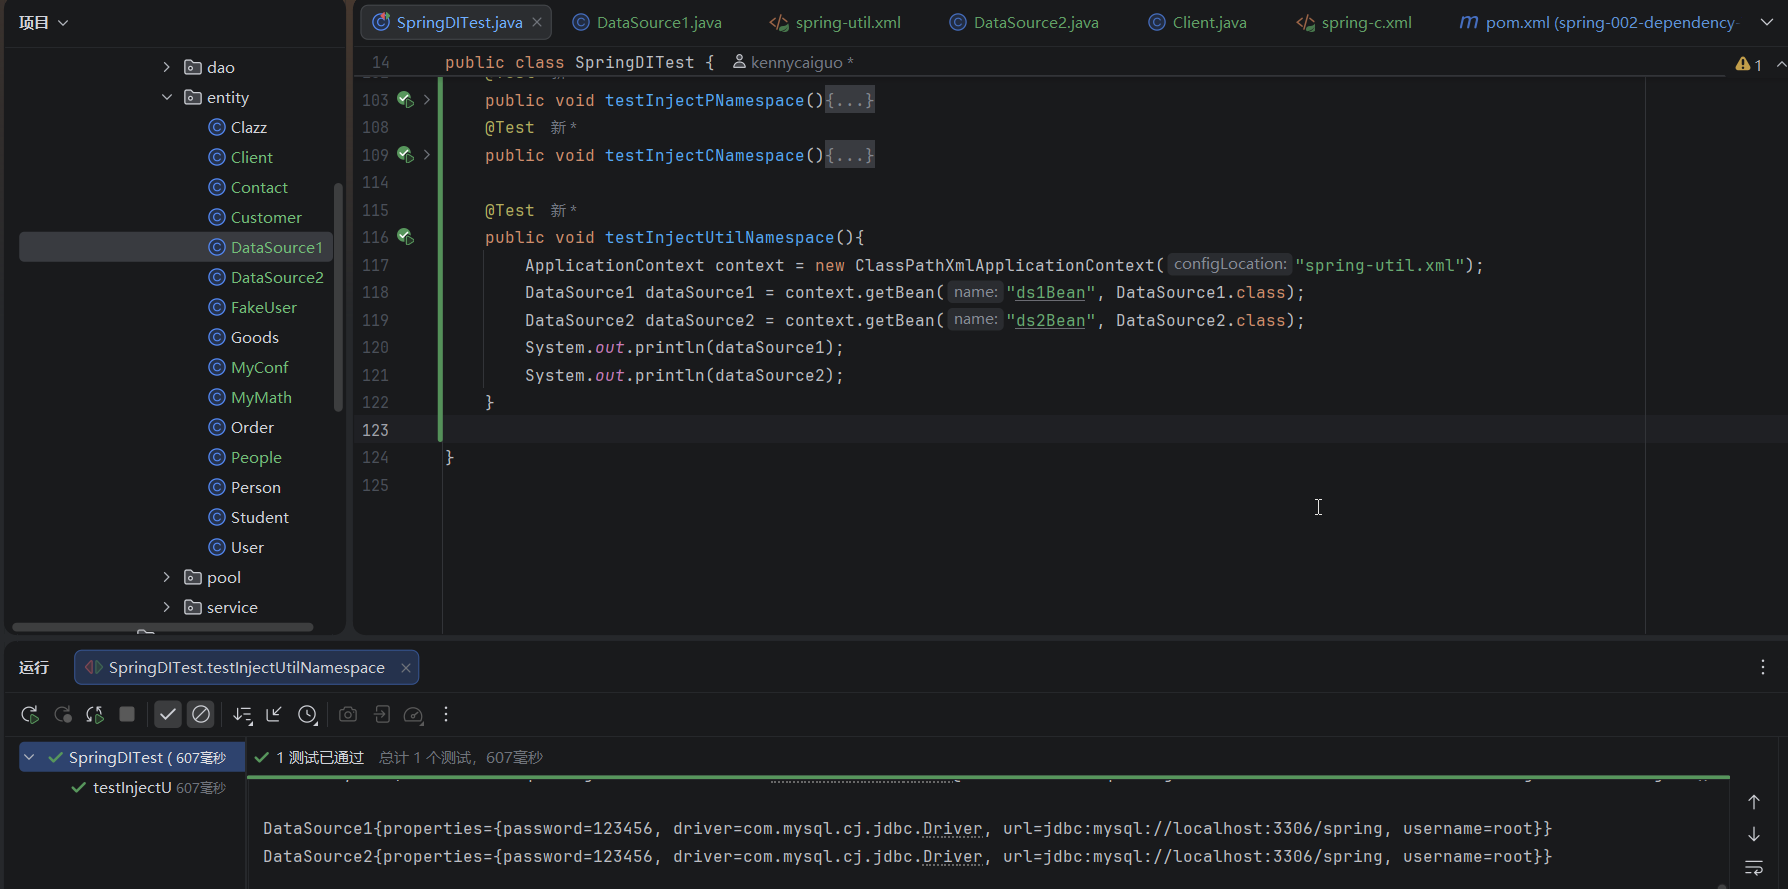 项目
SpringDITest.java
DataSource1.java
spring-util.xml
DataSource2.java
Client.java
spring-c.xml
pom.xml (spring-002-dependency-
dao
entity
Clazz
Client
Contact
Customer
DataSource1
DataSource2
FakeUser
Goods
MyConf
MyMath
Order
People
Person
Student
User
pool
service
14 public class SpringDITest { kennycaiguo *
1
103 public void testInjectPNamespace(){...}
108 @Test 新 *
109 public void testInjectCNamespace(){...}
114
115 @Test 新 *
116 public void testInjectUtilNamespace(){
117 ApplicationContext context = new ClassPathXmlApplicationContext( configLocation: "spring-util.xml");
118 DataSource1 dataSource1 = context.getBean( name: "ds1Bean", DataSource1.class);
119 DataSource2 dataSource2 = context.getBean( name: "ds2Bean", DataSource2.class);
120 System.out.println(dataSource1);
121 System.out.println(dataSource2);
122 }
123
124 }
125
运行
SpringDITest.testInjectUtilNamespace
SpringDITest ( 607毫秒
testInjectU 607毫秒
1 测试已通过 总计 1 个测试，607毫秒
DataSource1{properties={password=123456, driver=com.mysql.cj.jdbc.Driver, url=jdbc:mysql://localhost:3306/spring, username=root}}
DataSource2{properties={password=123456, driver=com.mysql.cj.jdbc.Driver, url=jdbc:mysql://localhost:3306/spring, username=root}}